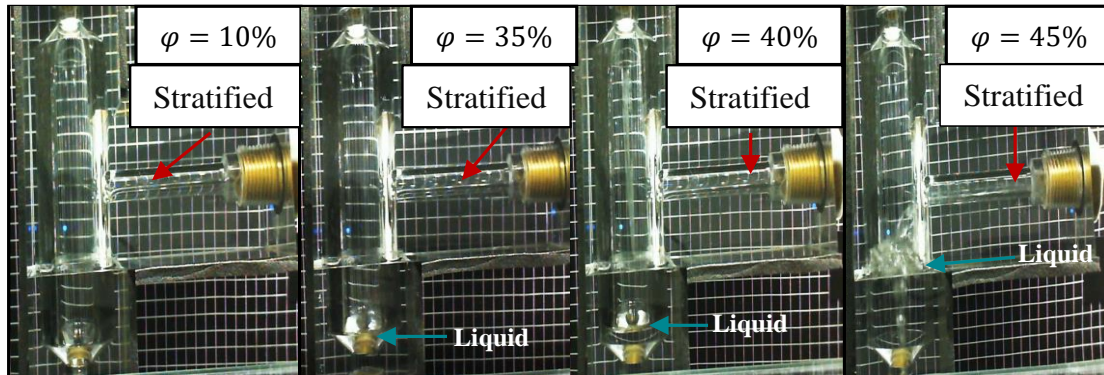 φ = 10%
Stratified
φ = 35%
Stratified
Liquid
φ = 40%
Stratified
Liquid
φ = 45%
Stratified
Liquid